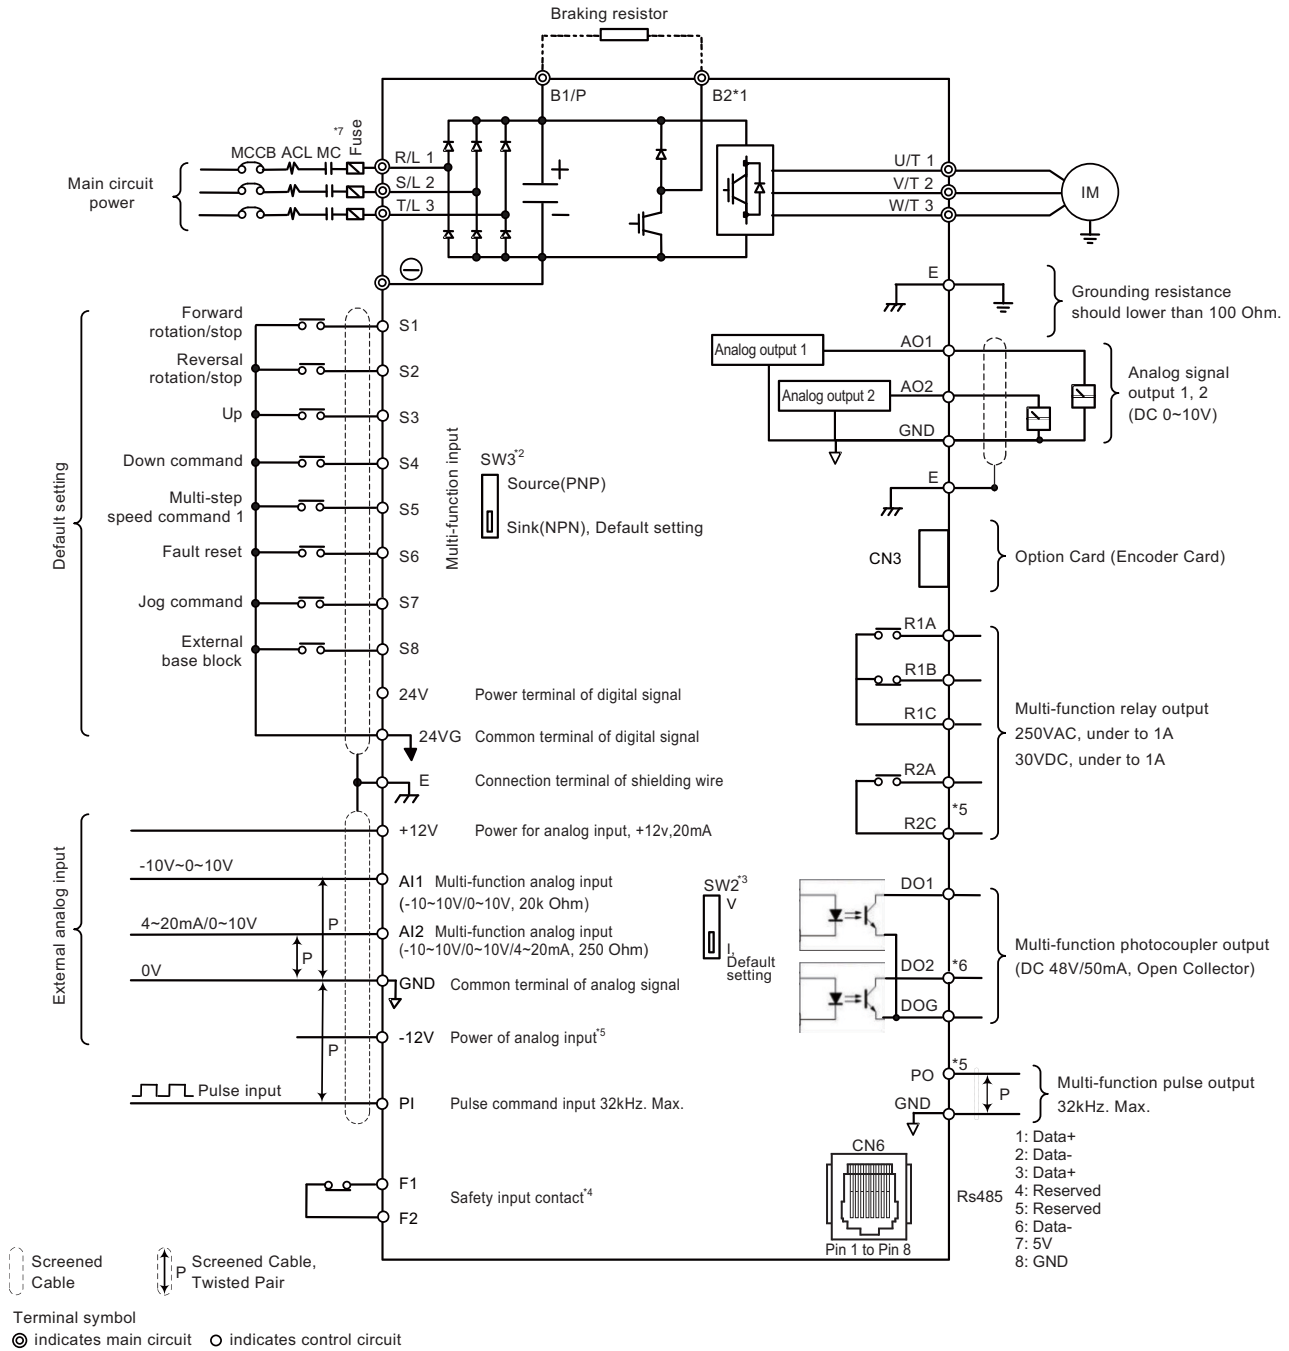 Braking resistor
B1/P
B2*1
*7
Fuse
MCCB ACL MC
R/L 1
S/L 2
T/L 3
Main circuit
power
+
−
U/T 1
V/T 2
W/T 3
IM
E
Grounding resistance
should lower than 100 Ohm.
Default setting
Forward
rotation/stop
S1
Reversal
rotation/stop
S2
Up
S3
Down command
S4
Multi-step
speed command 1
S5
Fault reset
S6
Jog command
S7
External
base block
S8
Multi-function input
SW3*2
Source(PNP)
Sink(NPN), Default setting
24V
Power terminal of digital signal
24VG
Common terminal of digital signal
E
Connection terminal of shielding wire
Analog output 1
AO1
Analog output 2
AO2
GND
Analog signal
output 1, 2
(DC 0~10V)
E
CN3
Option Card (Encoder Card)
R1A
R1B
R1C
R2A
*5
R2C
Multi-function relay output
250VAC, under to 1A
30VDC, under to 1A
External analog input
+12V
Power for analog input, +12v,20mA
-10V~0~10V
AI1 Multi-function analog input
(-10~10V/0~10V, 20k Ohm)
P
4~20mA/0~10V
AI2 Multi-function analog input
(-10~10V/0~10V/4~20mA, 250 Ohm)
P
0V
GND
Common terminal of analog signal
-12V
Power of analog input*5
P
Pulse input
PI
Pulse command input 32kHz. Max.
SW2*3
V
I,
Default
setting
DO1
DO2
*6
DOG
Multi-function photocoupler output
(DC 48V/50mA, Open Collector)
PO
*5
GND
P
Multi-function pulse output
32kHz. Max.
F1
F2
Safety input contact*4
CN6
Pin 1 to Pin 8
Rs485
1: Data+
2: Data-
3: Data+
4: Reserved
5: Reserved
6: Data-
7: 5V
8: GND
Screened
Cable
P
Screened Cable,
Twisted Pair
Terminal symbol
indicates main circuit
indicates control circuit